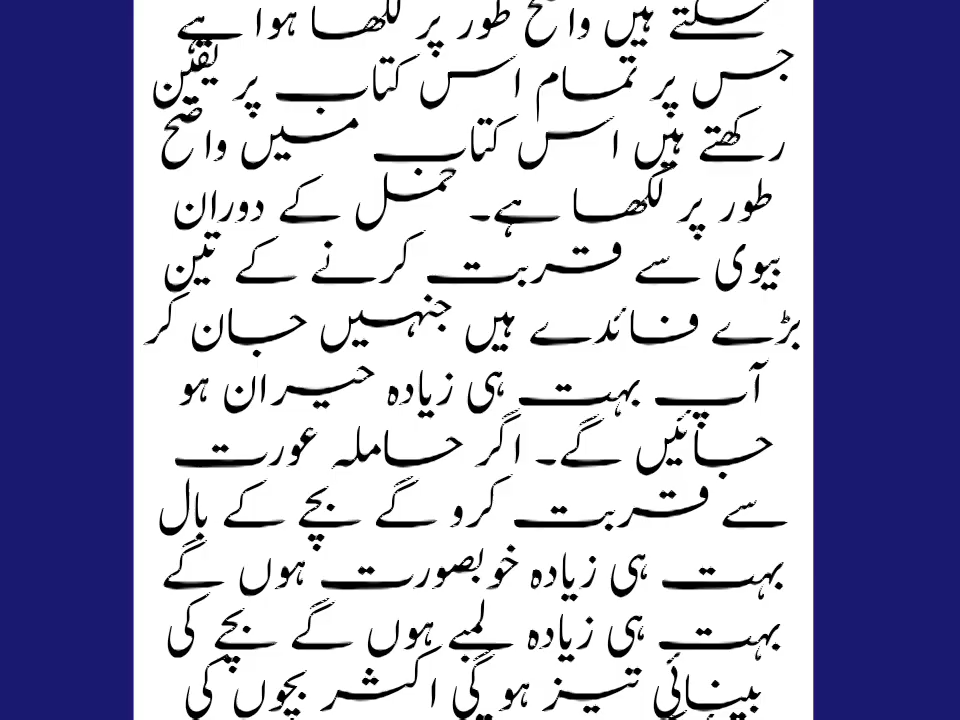 سکتے ہیں واضح طور پر لکھا ہوا ہے
جس پر تمام اس کتاب پر یقین
رکھتے ہیں اس کتاب میں واضح
طور پر لکھا ہے۔ حمل کے دوران
بیوی سے قربت کرنے کے تین
بڑے فائدے ہیں جنہیں جان کر
آپ بہت ہی زیادہ حیران ہو
جائیں گے۔ اگر حاملہ عورت
سے قربت کرو گے بچے کے بال
بہت ہی زیادہ خوبصورت ہوں گے
بہت ہی زیادہ لمبے ہوں گے بچے کی
بینائی تیز ہو گی اکثر بچوں کی